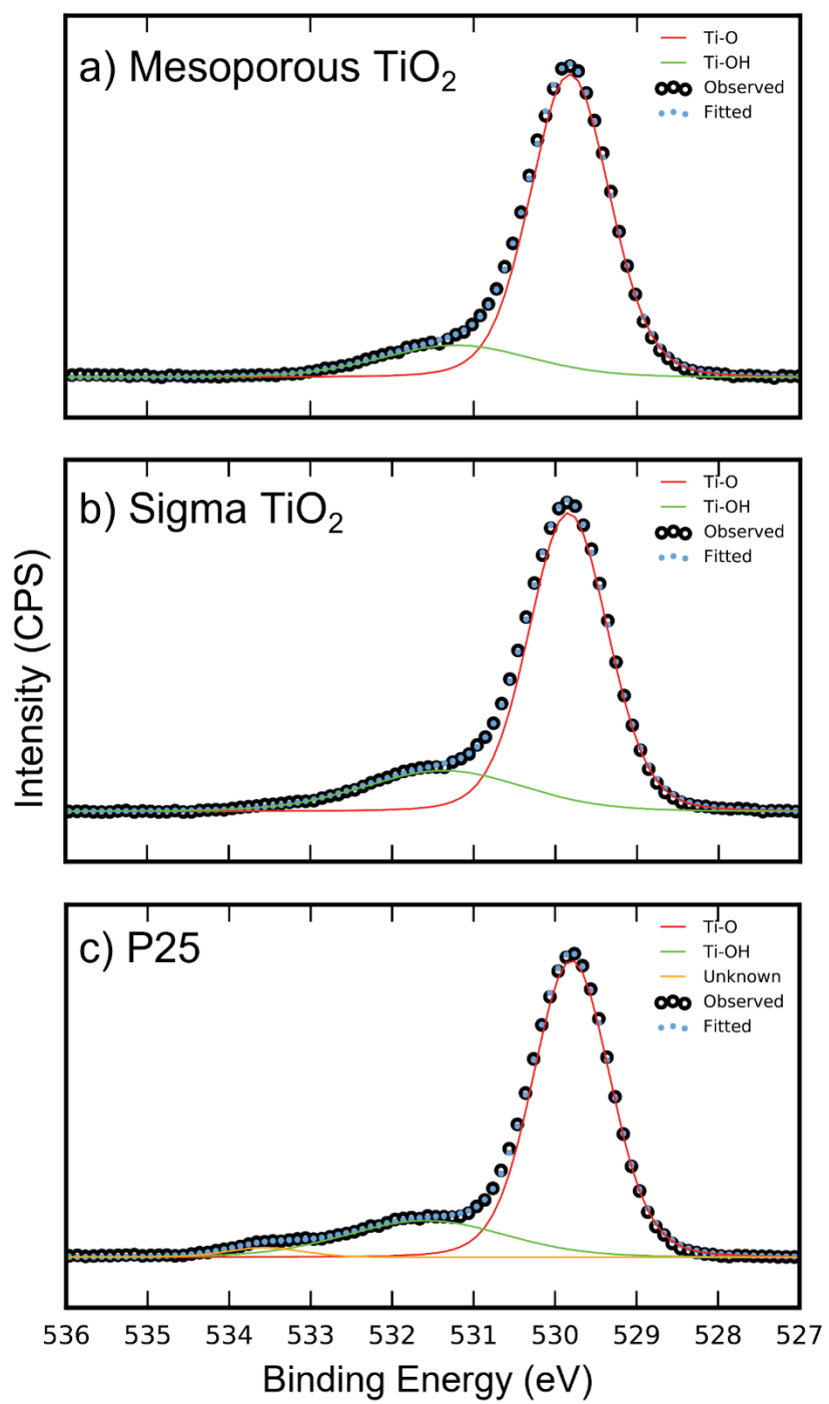 a) Mesoporous TiO₂
Ti-O
Ti-OH
Observed
Fitted
b) Sigma TiO₂
Ti-O
Ti-OH
Observed
Fitted
c) P25
Ti-O
Ti-OH
Unknown
Observed
Fitted
Intensity (CPS)
536 535 534 533 532 531 530 529 528 527
Binding Energy (eV)